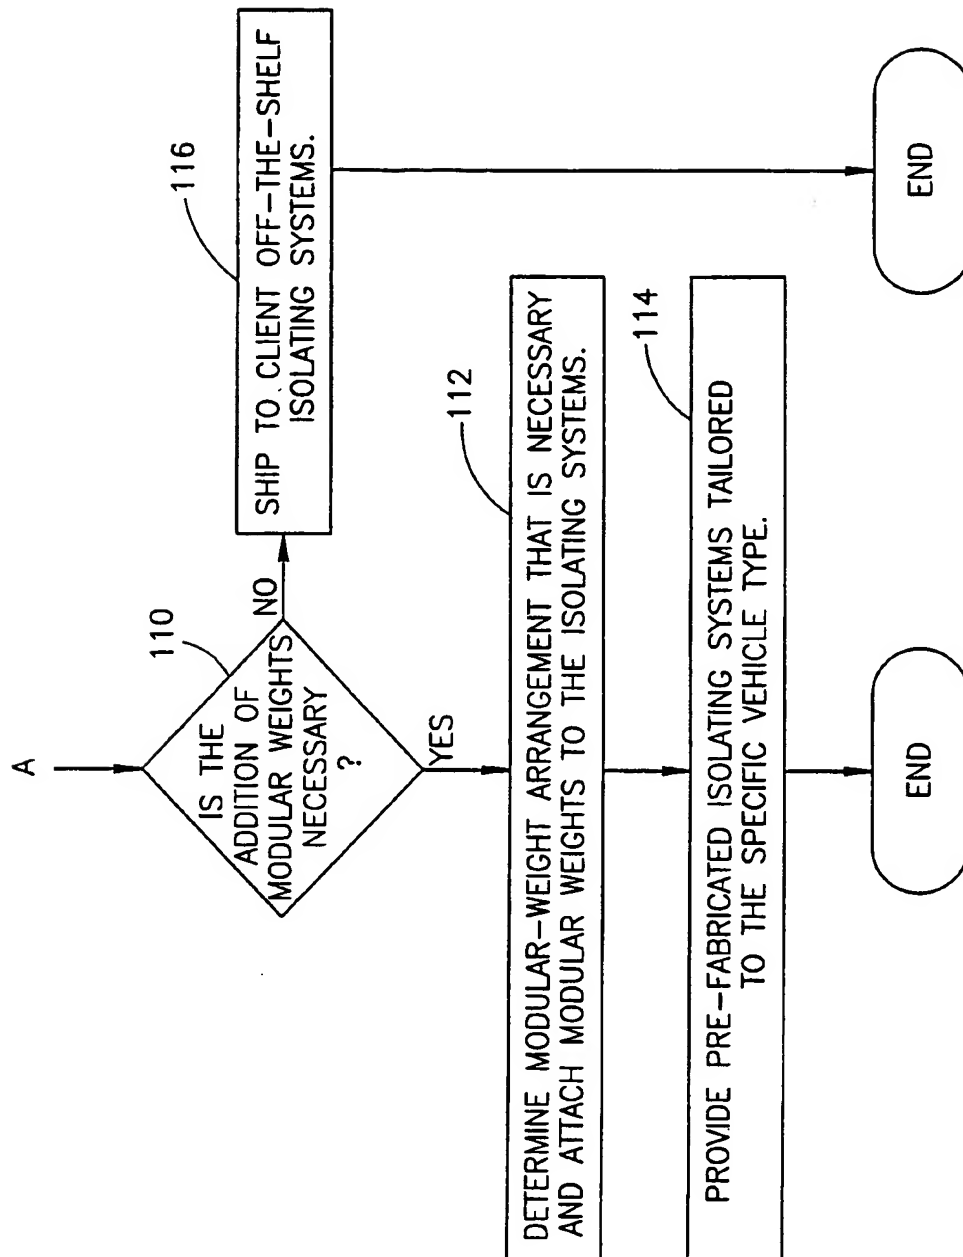 A
110
IS THE
ADDITION OF
MODULAR WEIGHTS
NECESSARY
?
NO
YES
116
SHIP TO CLIENT OFF-THE-SHELF
ISOLATING SYSTEMS.
112
DETERMINE MODULAR-WEIGHT ARRANGEMENT THAT IS NECESSARY
AND ATTACH MODULAR WEIGHTS TO THE ISOLATING SYSTEMS.
114
PROVIDE PRE-FABRICATED ISOLATING SYSTEMS TAILORED
TO THE SPECIFIC VEHICLE TYPE.
END
END